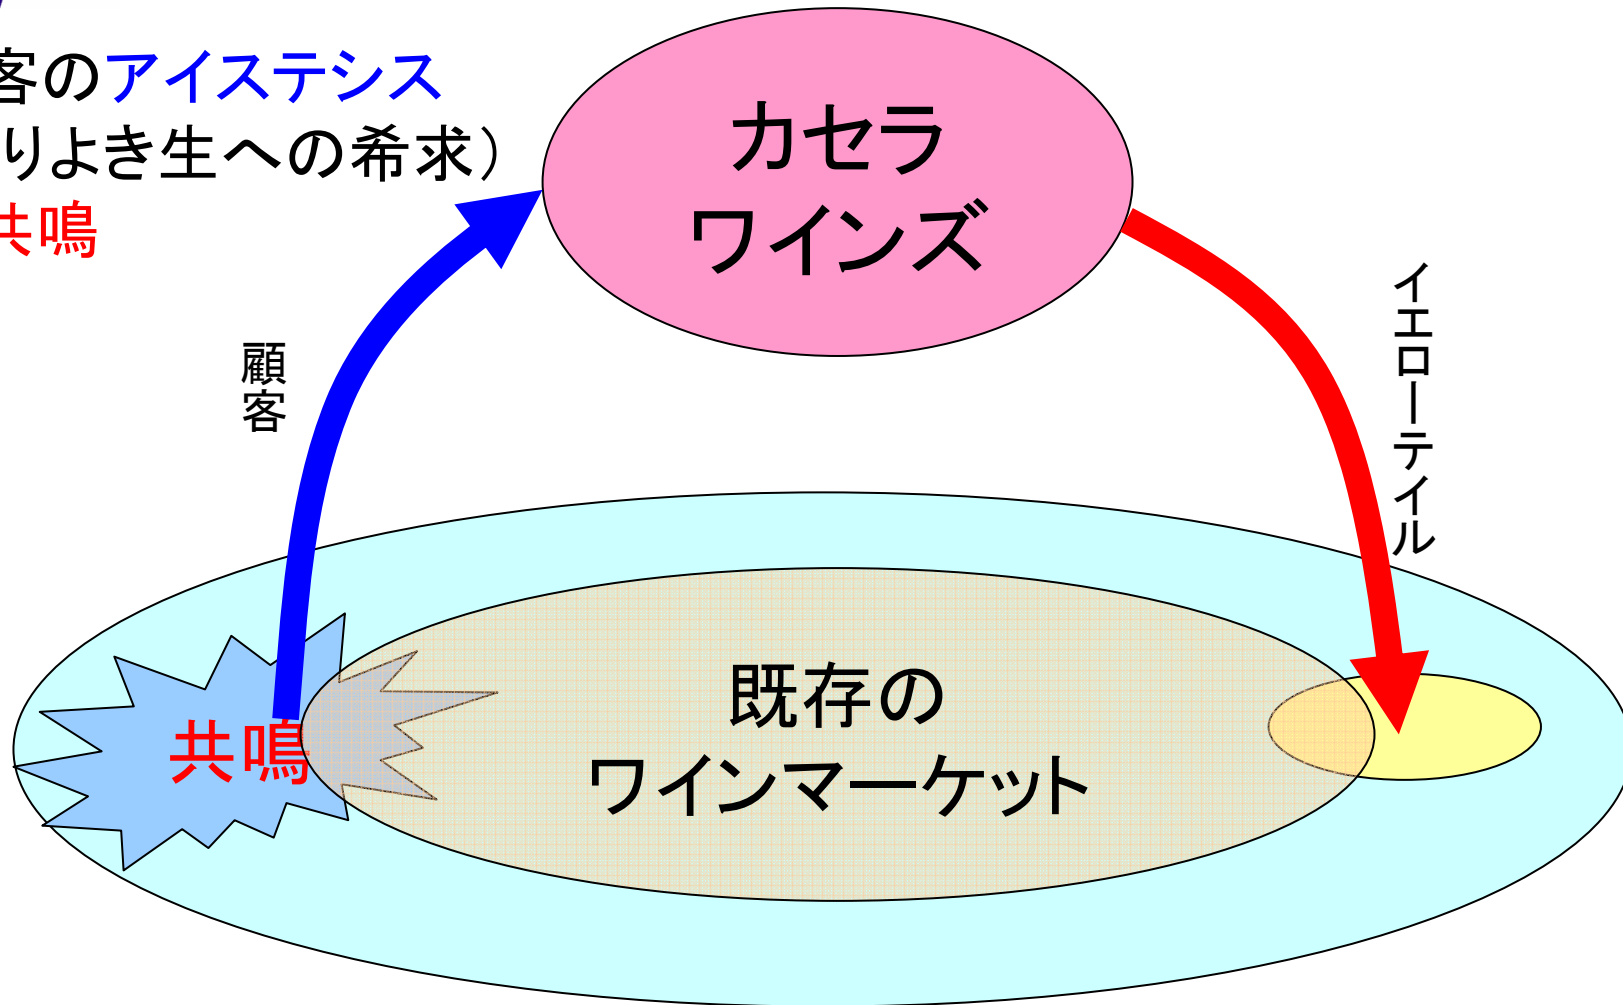 客のアイステシス
りよき生への希求）
共鳴
カセラ
ワインズ
顧客
イエローテイル
共鳴
既存の
ワインマーケット